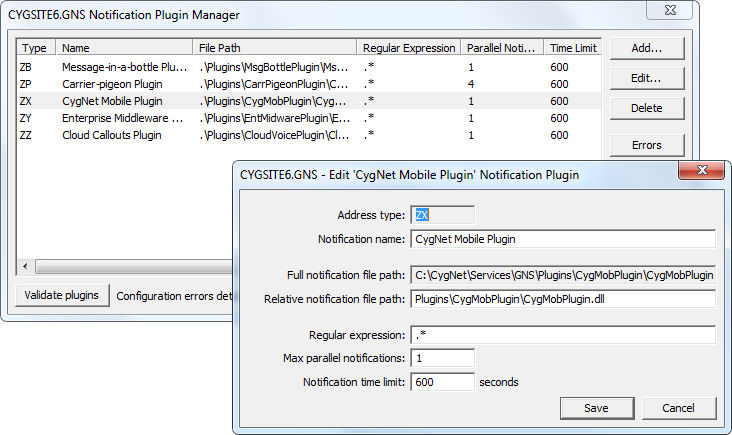 CYGSITE6.GNS Notification Plugin Manager
Type Name File Path Regular Expression Parallel Noti... Time Limit
ZB Message-in-a-bottle Plu... .\Plugins\MsgBottlePlugin\Ms... .* 1 600
ZP Carrier-pigeon Plugin .\Plugins\CarrPigeonPlugin\C... .* 4 600
ZX CygNet Mobile Plugin .\Plugins\CygMobPlugin\Cyg... .* 1 600
ZY Enterprise Middleware ... .\Plugins\EntMidwarePlugin\E... .* 1 600
ZZ Cloud Callouts Plugin .\Plugins\CloudVoicePlugin\Cl... .* 1 600
Add...
Edit...
Delete
Errors
Validate plugins Configuration errors det
CYGSITE6.GNS - Edit 'CygNet Mobile Plugin' Notification Plugin
Address type: ZX
Notification name: CygNet Mobile Plugin
Full notification file path: C:\CygNet\Services\GNS\Plugins\CygMobPlugin\CygMobPlugin
Relative notification file path: Plugins\CygMobPlugin\CygMobPlugin.dll
Regular expression: .*
Max parallel notifications: 1
Notification time limit: 600 seconds
Save Cancel